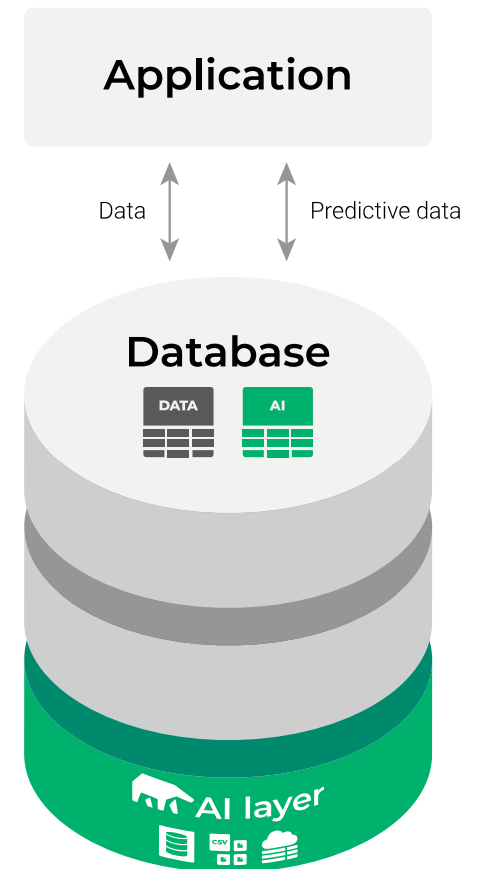 Application
Data
Predictive data
Database
DATA
AI
AI layer
CSV